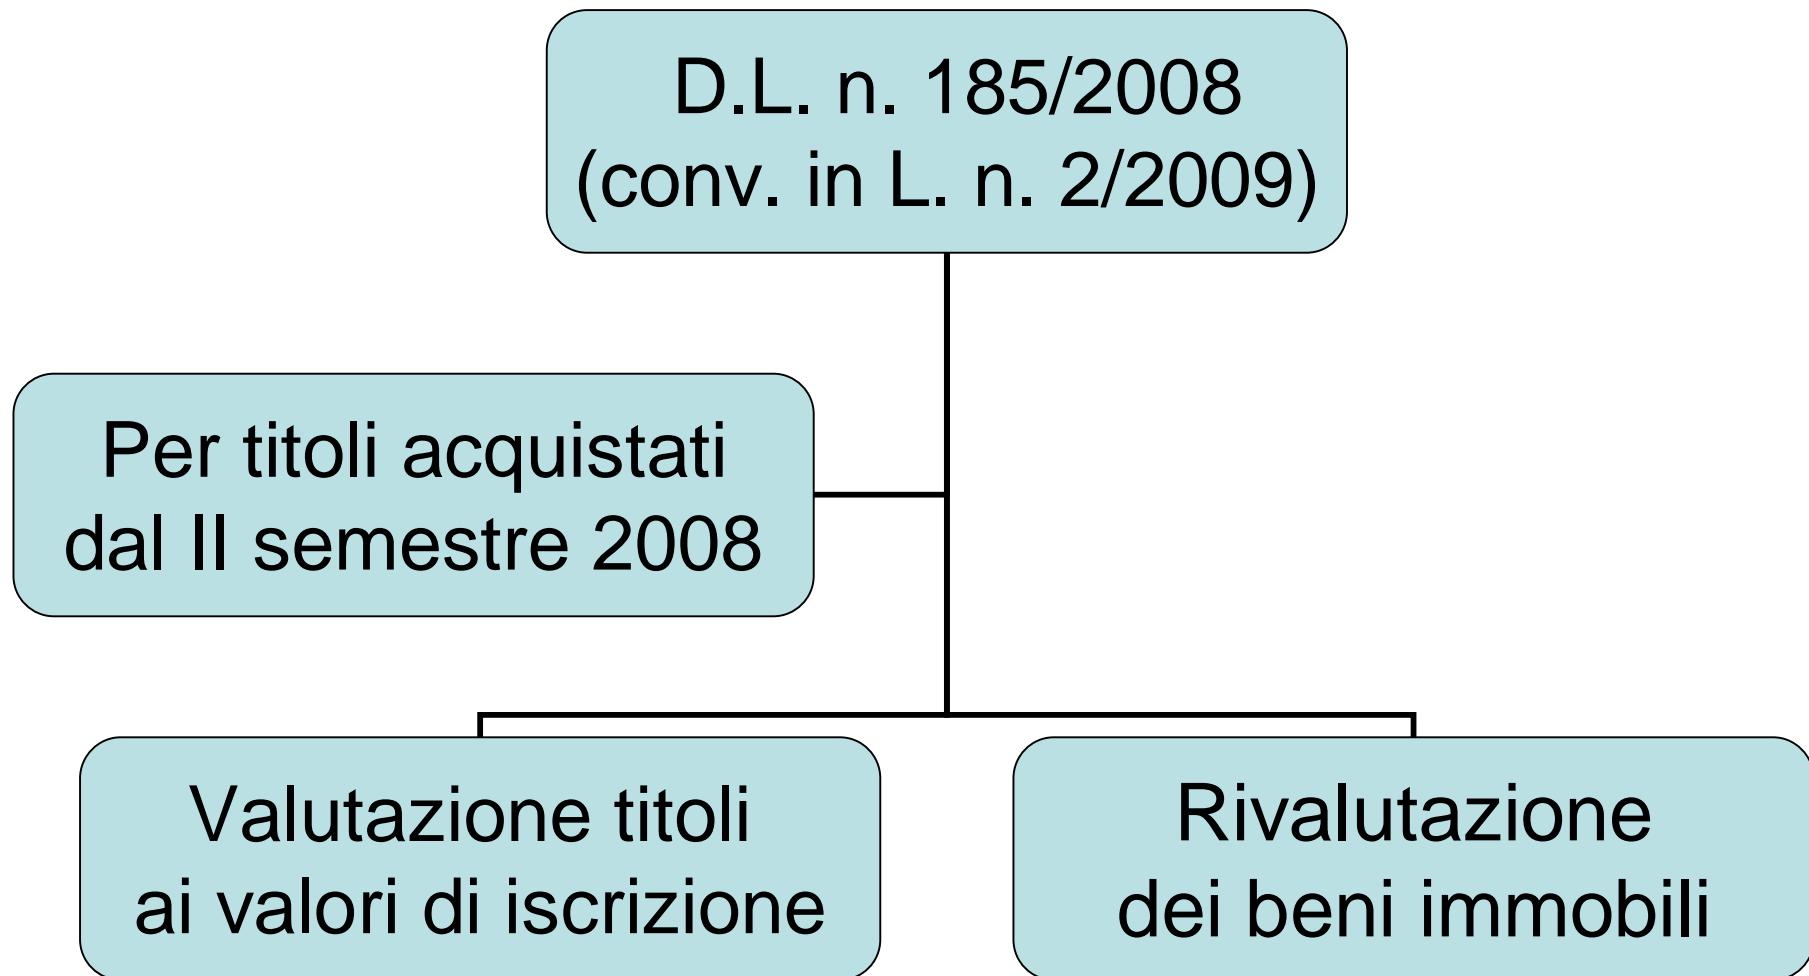 D.L. n. 185/2008
(conv. in L. n. 2/2009)
Per titoli acquistati
dal II semestre 2008
Valutazione titoli
ai valori di iscrizione
Rivalutazione
dei beni immobili